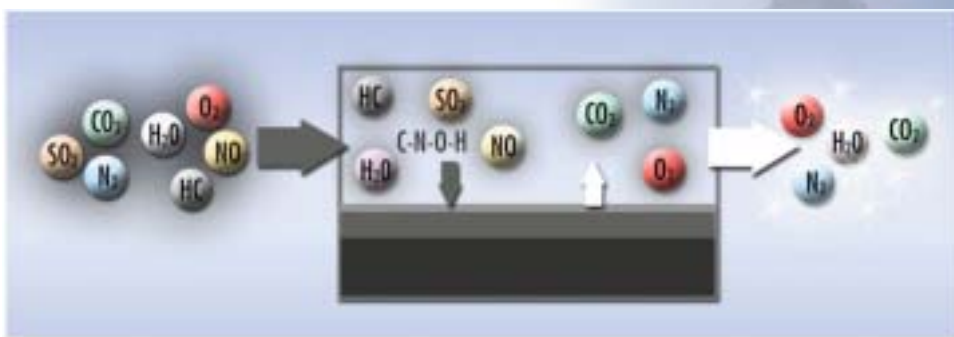 CO₂
O₂
H₂O
SO₂
NO
N₂
HC
HC
SO₂
C-N-O-H
H₂O
NO
CO₂
N₂
O₂
O₂
H₂O
CO₂
N₂